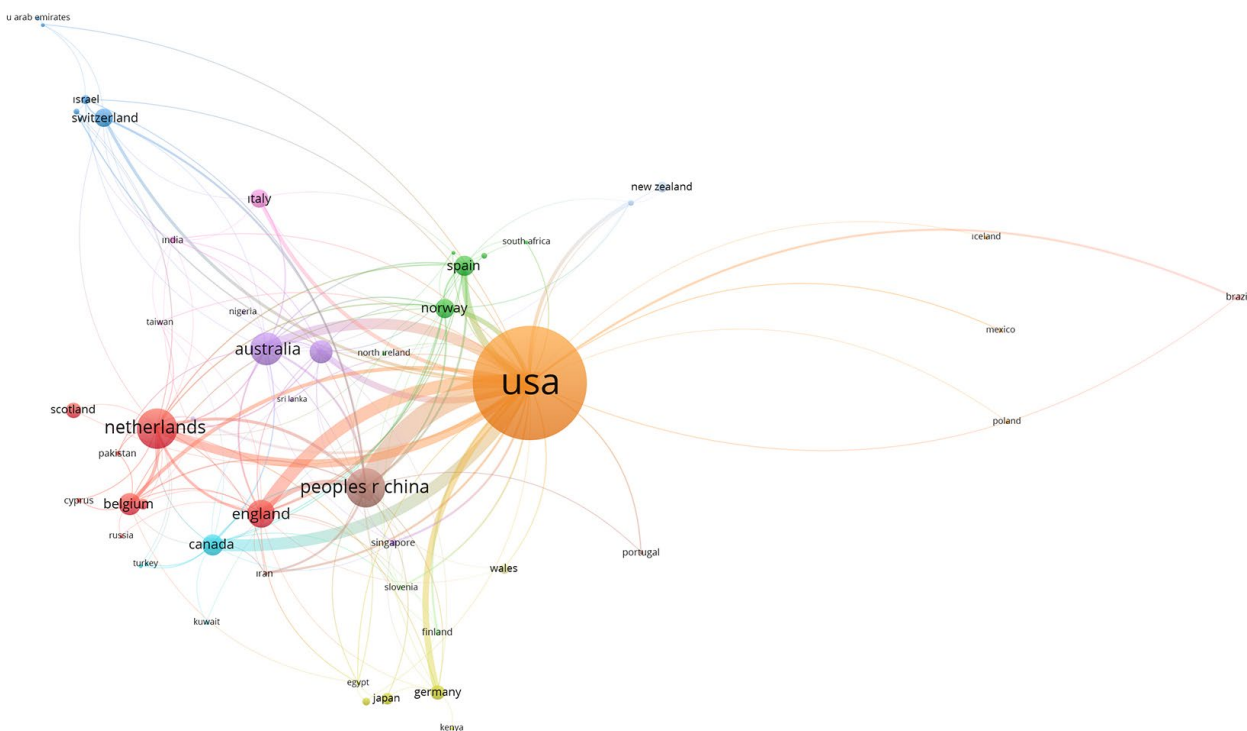 u arab emirates
israel
switzerland
new zealand
italy
iceland
india
south africa
spain
brazi
norway
nigeria
taiwan
mexico
australia
north ireland
usa
sri lanka
scotland
poland
netherlands
pakistan
peoples r china
cyprus
belgium
england
russia
canada
singapore
portugal
turkey
iran
wales
slovenia
kuwait
finland
egypt
germany
japan
kenya